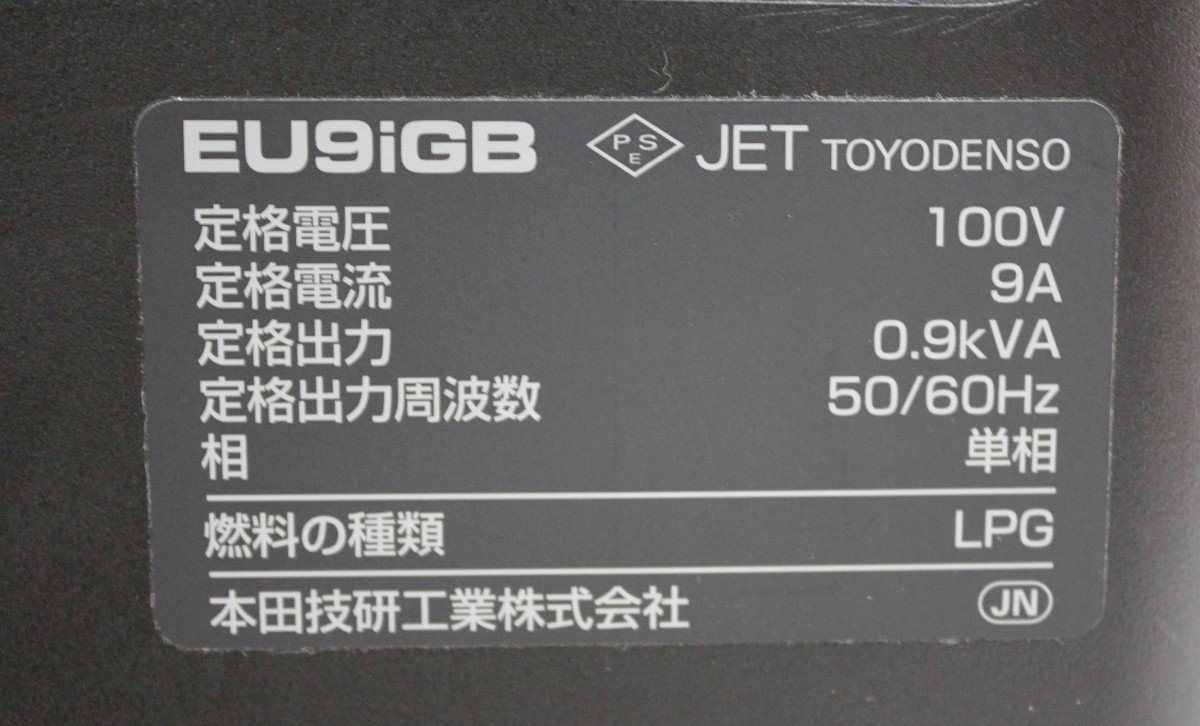 EU9iGB PSE JET TOYODENSO
定格電圧 100V
定格電流 9A
定格出力 0.9kVA
定格出力周波数 50/60Hz
相 単相
燃料の種類 LPG
本田技研工業株式会社 JN